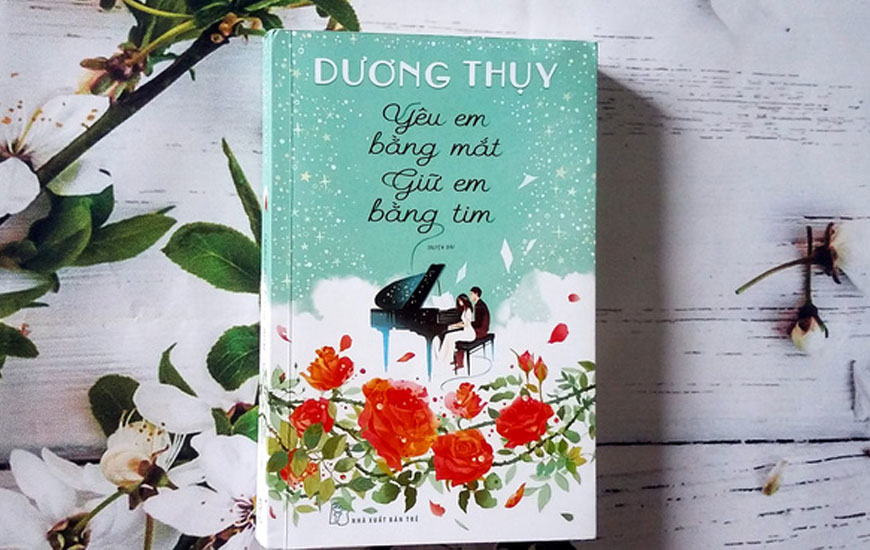 DƯƠNG THỤY
Yêu em
bằng mắt
Giữ em
bằng tim
TRUYỆN DÀI
NHÀ XUẤT BẢN TRẺ